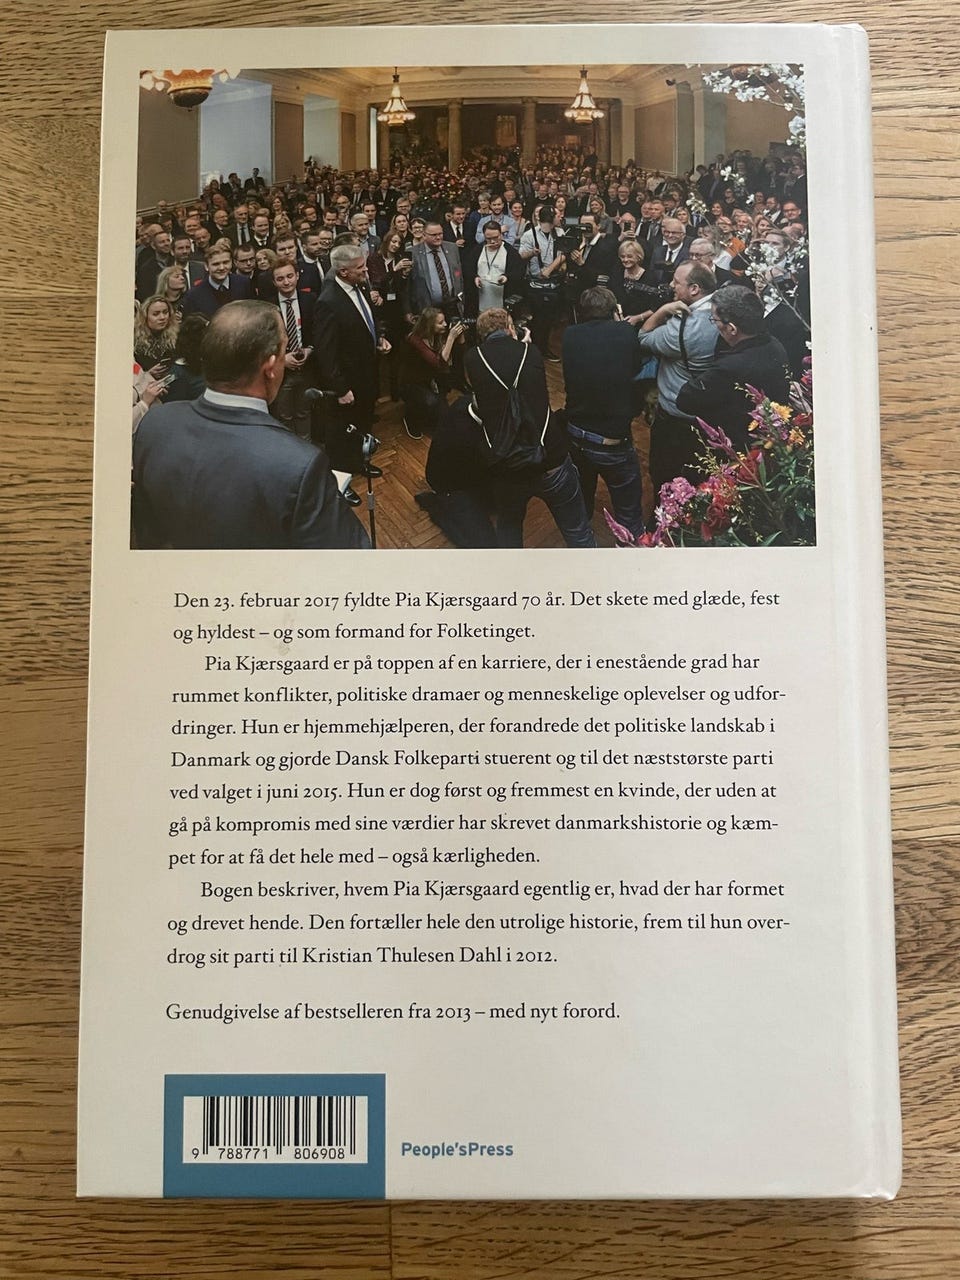 Den 23. februar 2017 fyldte Pia Kjærsgaard 70 år. Det skete med glæde, fest
og hyldest – og som formand for Folketinget.
Pia Kjærsgaard er på toppen af en karriere, der i enestående grad har
rummet konflikter, politiske dramaer og menneskelige oplevelser og udfor-
dringer. Hun er hjemmehjælperen, der forandrede det politiske landskab i
Danmark og gjorde Dansk Folkeparti stuerent og til det næststørste parti
ved valget i juni 2015. Hun er dog først og fremmest en kvinde, der uden at
gå på kompromis med sine værdier har skrevet danmarkshistorie og kæm-
pet for at få det hele med – også kærligheden.
Bogen beskriver, hvem Pia Kjærsgaard egentlig er, hvad der har formet
og drevet hende. Den fortæller hele den utrolige historie, frem til hun over-
drog sit parti til Kristian Thulesen Dahl i 2012.
Genudgivelse af bestselleren fra 2013 – med nyt forord.
9 788771 806908
People'sPress